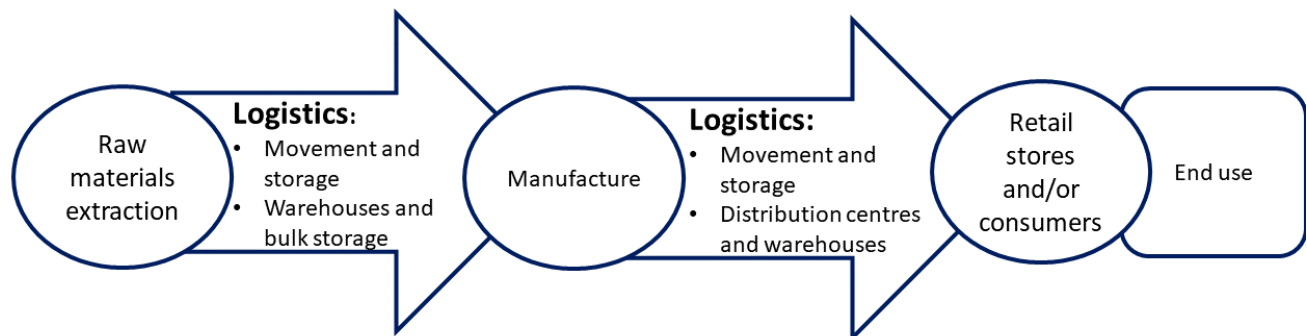 Raw
materials
extraction
Logistics:
• Movement and
storage
• Warehouses and
bulk storage
Manufacture
Logistics:
• Movement and
storage
• Distribution centres
and warehouses
Retail
stores
and/or
consumers
End use